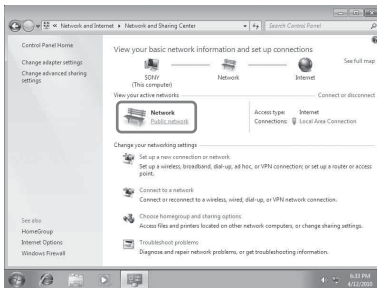 « Network and Internet ▸ Network and Sharing Center
Search Control Panel
Control Panel Home
Change adapter settings
Change advanced sharing
settings
View your basic network information and set up connections
See full map
SONY
(This computer)
Network
Internet
View your active networks
Connect or disconnect
Network
Public network
Access type: Internet
Connections: Local Area Connection
Change your networking settings
Set up a new connection or network
Set up a wireless, broadband, dial-up, ad hoc, or VPN connection; or set up a router or access
point.
Connect to a network
Connect or reconnect to a wireless, wired, dial-up, or VPN network connection.
Choose homegroup and sharing options
Access files and printers located on other network computers, or change sharing settings.
Troubleshoot problems
Diagnose and repair network problems, or get troubleshooting information.
See also
HomeGroup
Internet Options
Windows Firewall
6:33 PM
4/12/2010